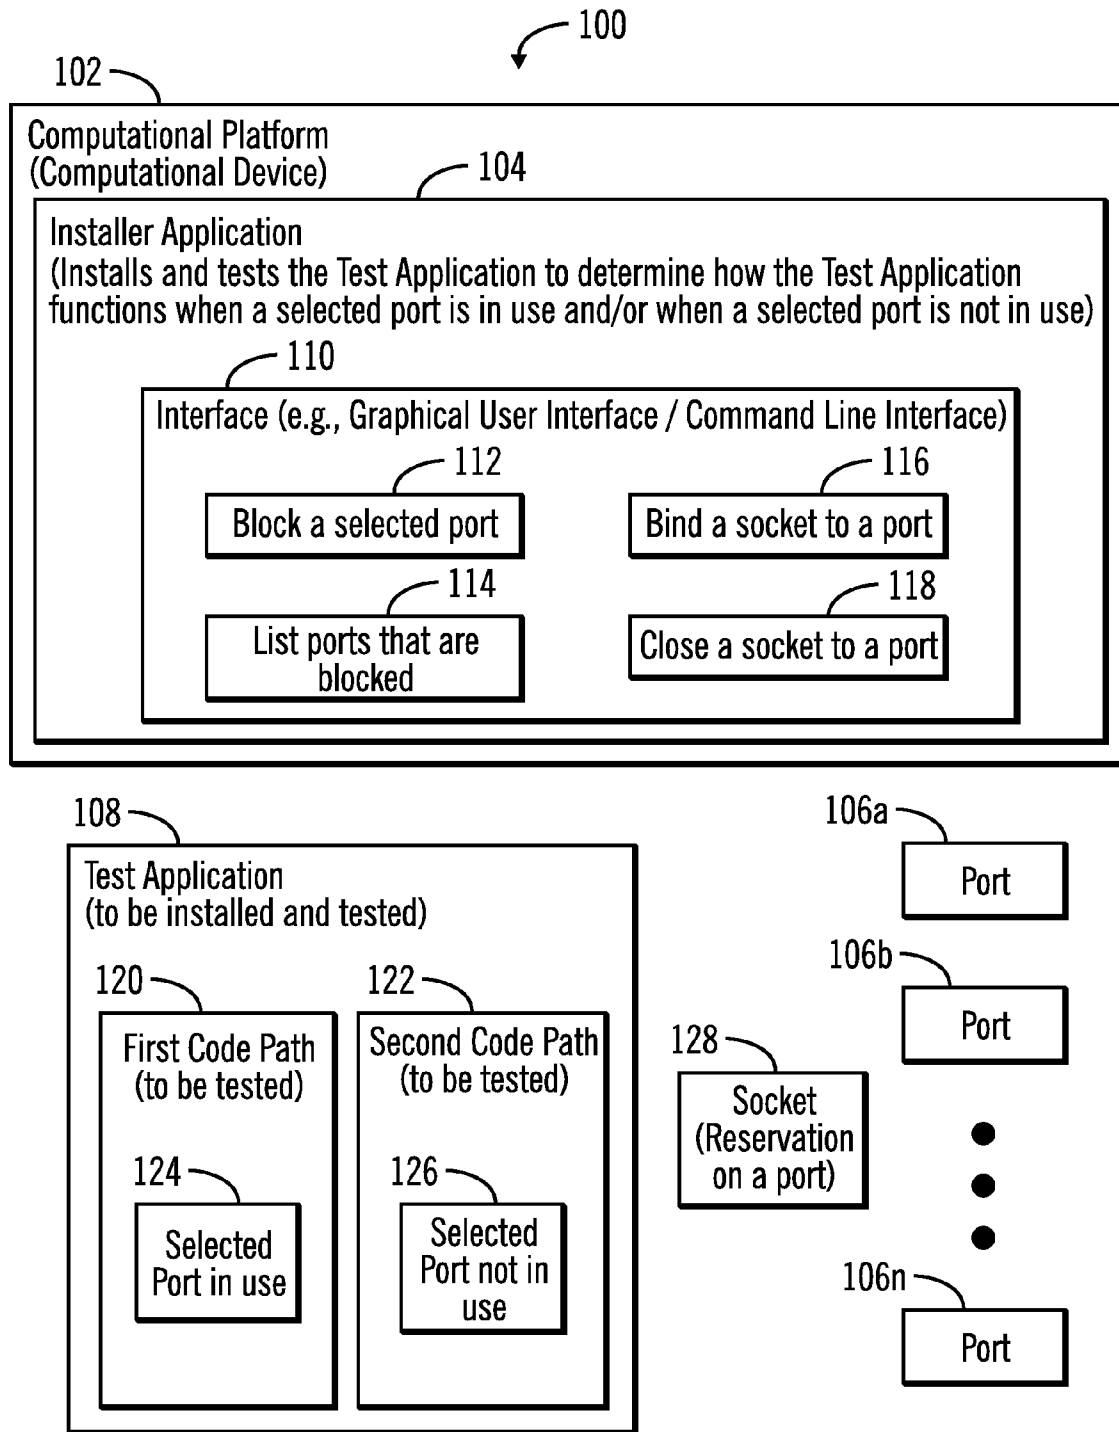 100
102
Computational Platform
(Computational Device)
104
Installer Application
(Installs and tests the Test Application to determine how the Test Application
functions when a selected port is in use and/or when a selected port is not in use)
110
Interface (e.g., Graphical User Interface / Command Line Interface)
112
116
Block a selected port
Bind a socket to a port
114
118
List ports that are
blocked
Close a socket to a port
108
Test Application
(to be installed and tested)
120
122
First Code Path
(to be tested)
Second Code Path
(to be tested)
124
126
Selected
Port in use
Selected
Port not in
use
128
Socket
(Reservation
on a port)
106a
Port
106b
Port
106n
Port